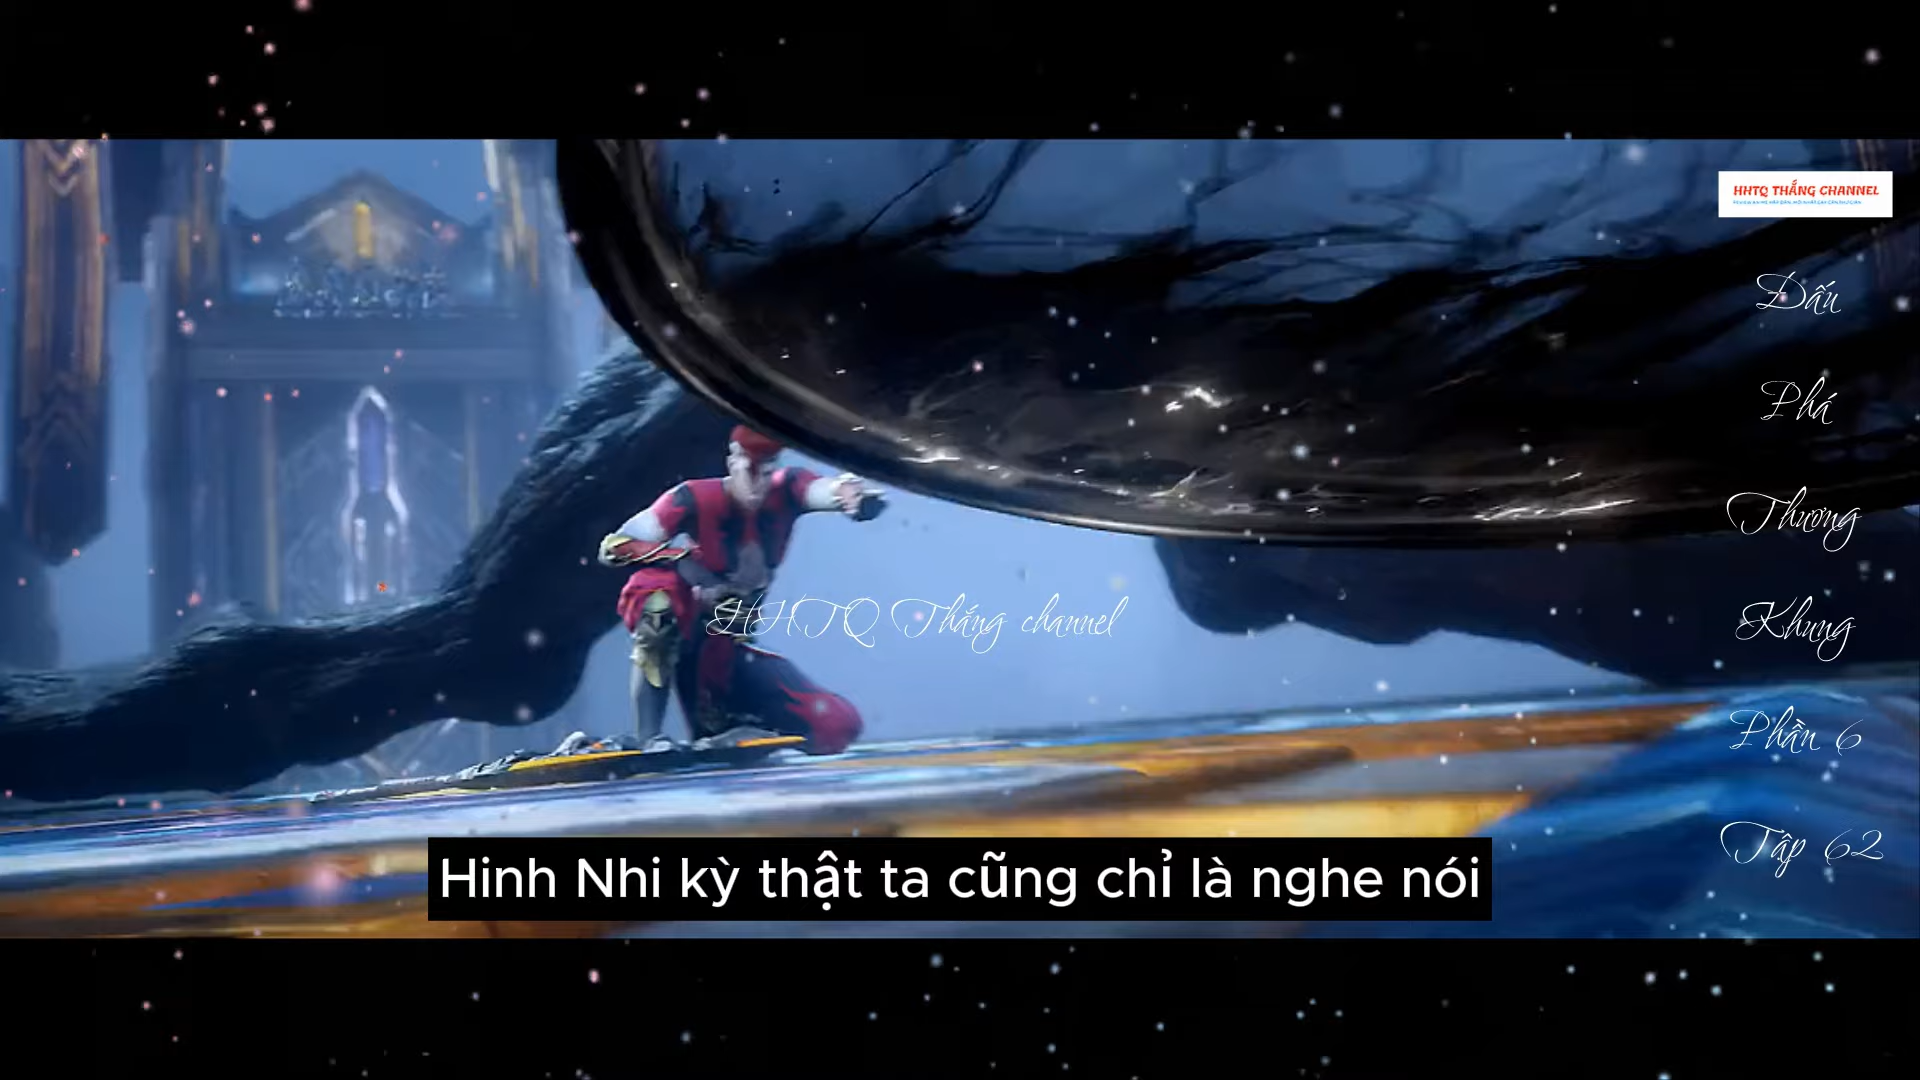 HHTQ THẮNG CHANNEL
Đấu
Phá
Thương
Khung
HHTQ Thắng channel
Phần 6
Tập 62
Hinh Nhi kỳ thật ta cũng chỉ là nghe nói